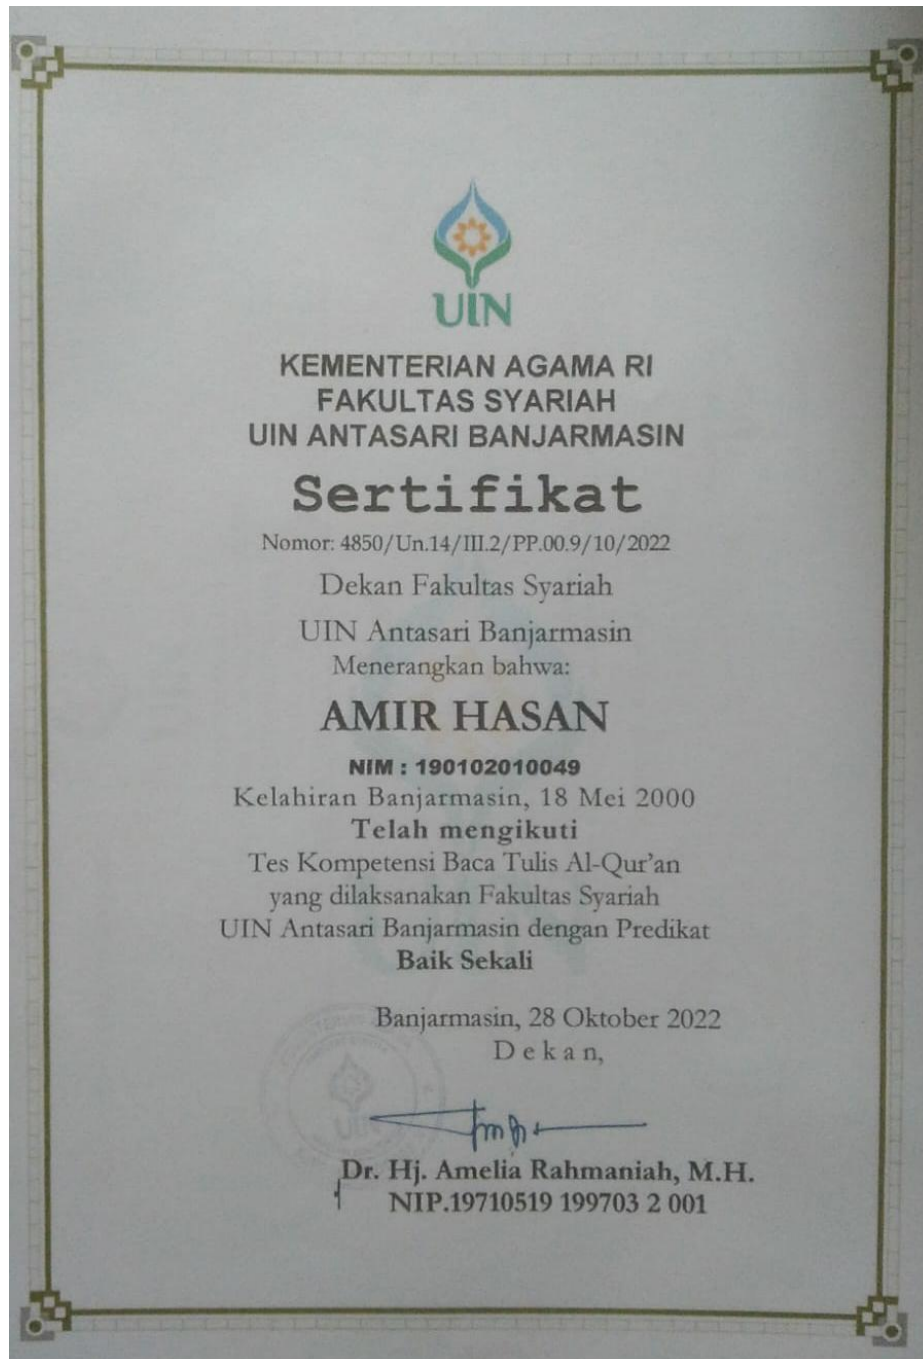 UIN
KEMENTERIAN AGAMA RI
FAKULTAS SYARIAH
UIN ANTASARI BANJARMASIN
Sertifikat
Nomor: 4850/Un.14/III.2/PP.00.9/10/2022
Dekan Fakultas Syariah
UIN Antasari Banjarmasin
Menerangkan bahwa:
AMIR HASAN
NIM : 190102010049
Kelahiran Banjarmasin, 18 Mei 2000
Telah mengikuti
Tes Kompetensi Baca Tulis Al-Qur'an
yang dilaksanakan Fakultas Syariah
UIN Antasari Banjarmasin dengan Predikat
Baik Sekali
Banjarmasin, 28 Oktober 2022
D e k a n,
Dr. Hj. Amelia Rahmaniah, M.H.
NIP.19710519 199703 2 001